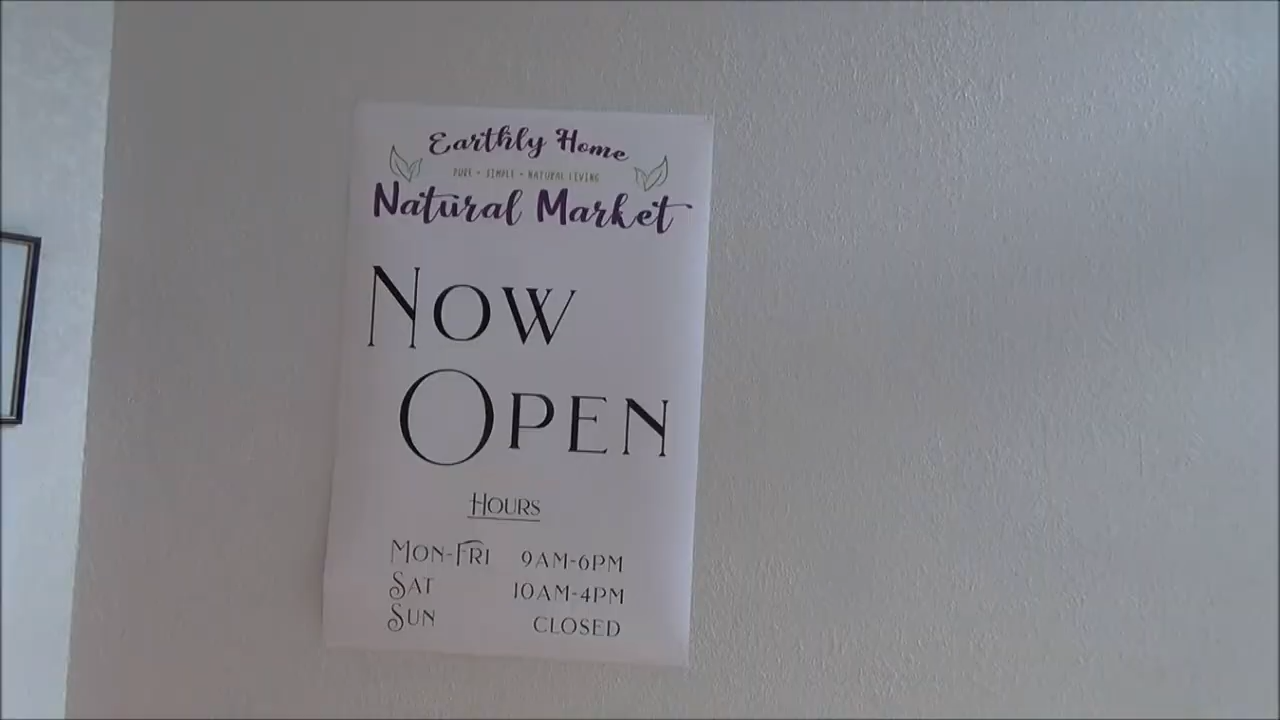 Earthly Home
PURE - SIMPLE - NATURAL LIVING
Natural Market
NOW
OPEN
HOURS
MON-FRI 9AM-6PM
SAT 10AM-4PM
SUN CLOSED